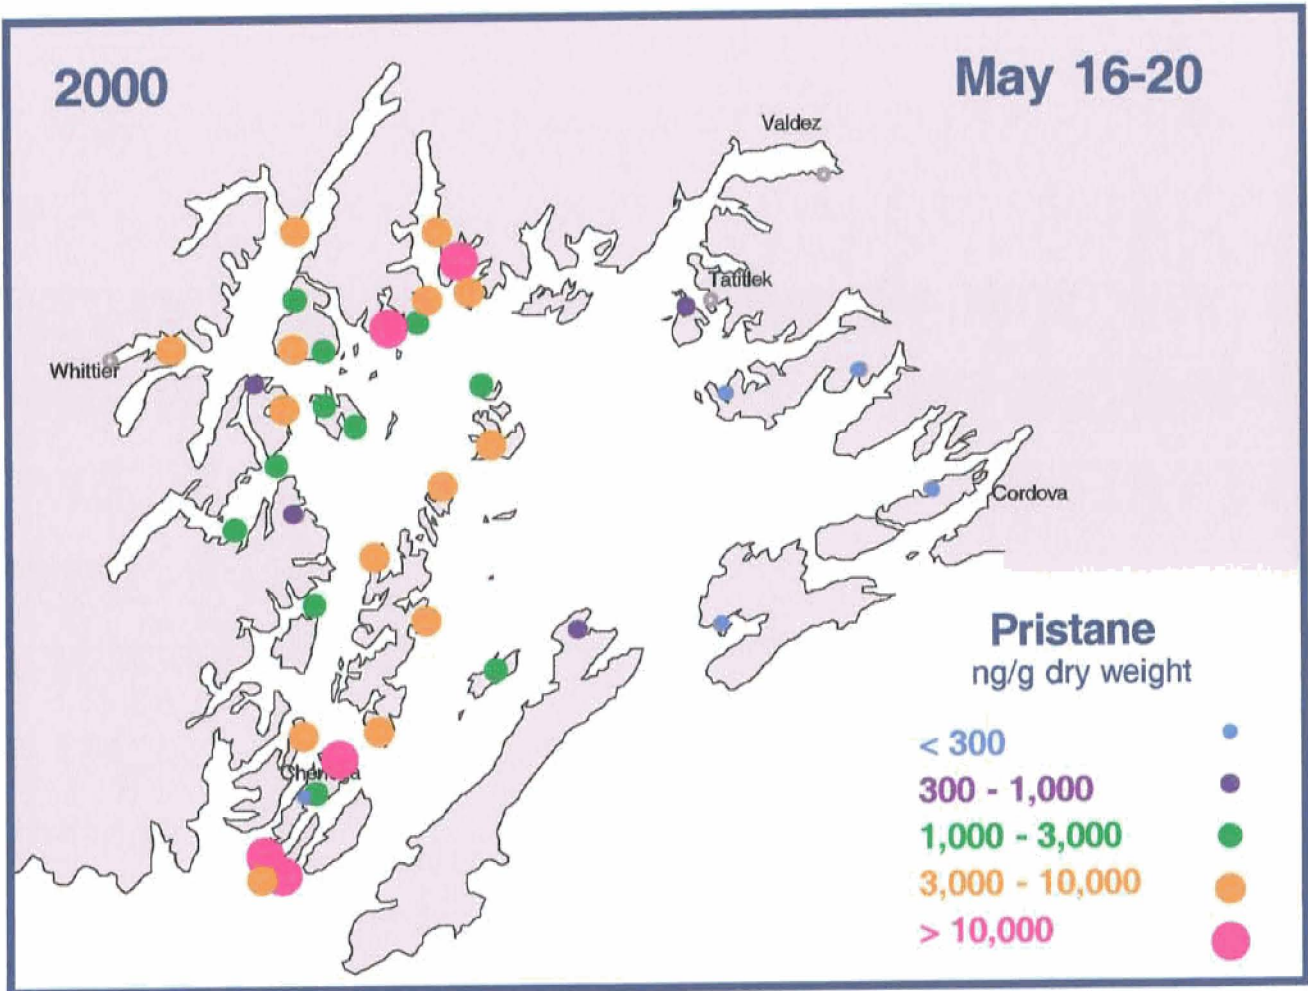 2000
May 16-20
Valdez
Tatitlek
Whittier
Cordova
Chenega
Pristane
ng/g dry weight
< 300
300 - 1,000
1,000 - 3,000
3,000 - 10,000
> 10,000